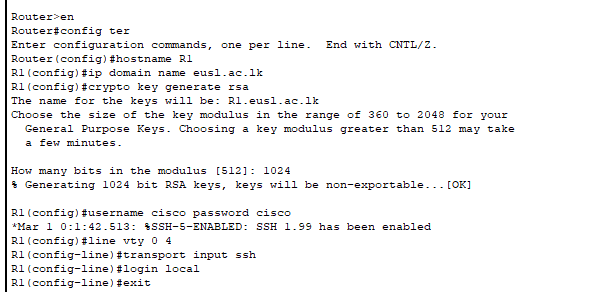 Router>en
Router#config ter
Enter configuration commands, one per line.  End with CNTL/Z.
Router(config)#hostname R1
R1(config)#ip domain name eusl.ac.lk
R1(config)#crypto key generate rsa
The name for the keys will be: R1.eusl.ac.lk
Choose the size of the key modulus in the range of 360 to 2048 for your
  General Purpose Keys. Choosing a key modulus greater than 512 may take
  a few minutes.

How many bits in the modulus [512]: 1024
% Generating 1024 bit RSA keys, keys will be non-exportable...[OK]

R1(config)#username cisco password cisco
*Mar 1 0:1:42.513: %SSH-5-ENABLED: SSH 1.99 has been enabled
R1(config)#line vty 0 4
R1(config-line)#transport input ssh
R1(config-line)#login local
R1(config-line)#exit